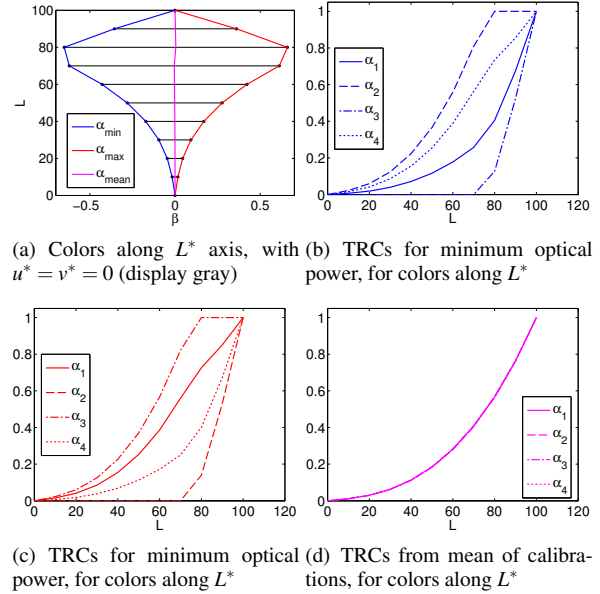 100
80
60
40
20
0
L
−0.5
0
0.5
β
α_min
α_max
α_mean
1
0.8
0.6
0.4
0.2
0
0
20
40
60
80
100
120
L
α_1
α_2
α_3
α_4
(a) Colors along L* axis, with u* = v* = 0 (display gray)
(b) TRCs for minimum optical power, for colors along L*
1
0.8
0.6
0.4
0.2
0
0
20
40
60
80
100
120
L
α_1
α_2
α_3
α_4
1
0.8
0.6
0.4
0.2
0
0
20
40
60
80
100
120
L
α_1
α_2
α_3
α_4
(c) TRCs for minimum optical power, for colors along L*
(d) TRCs from mean of calibrations, for colors along L*